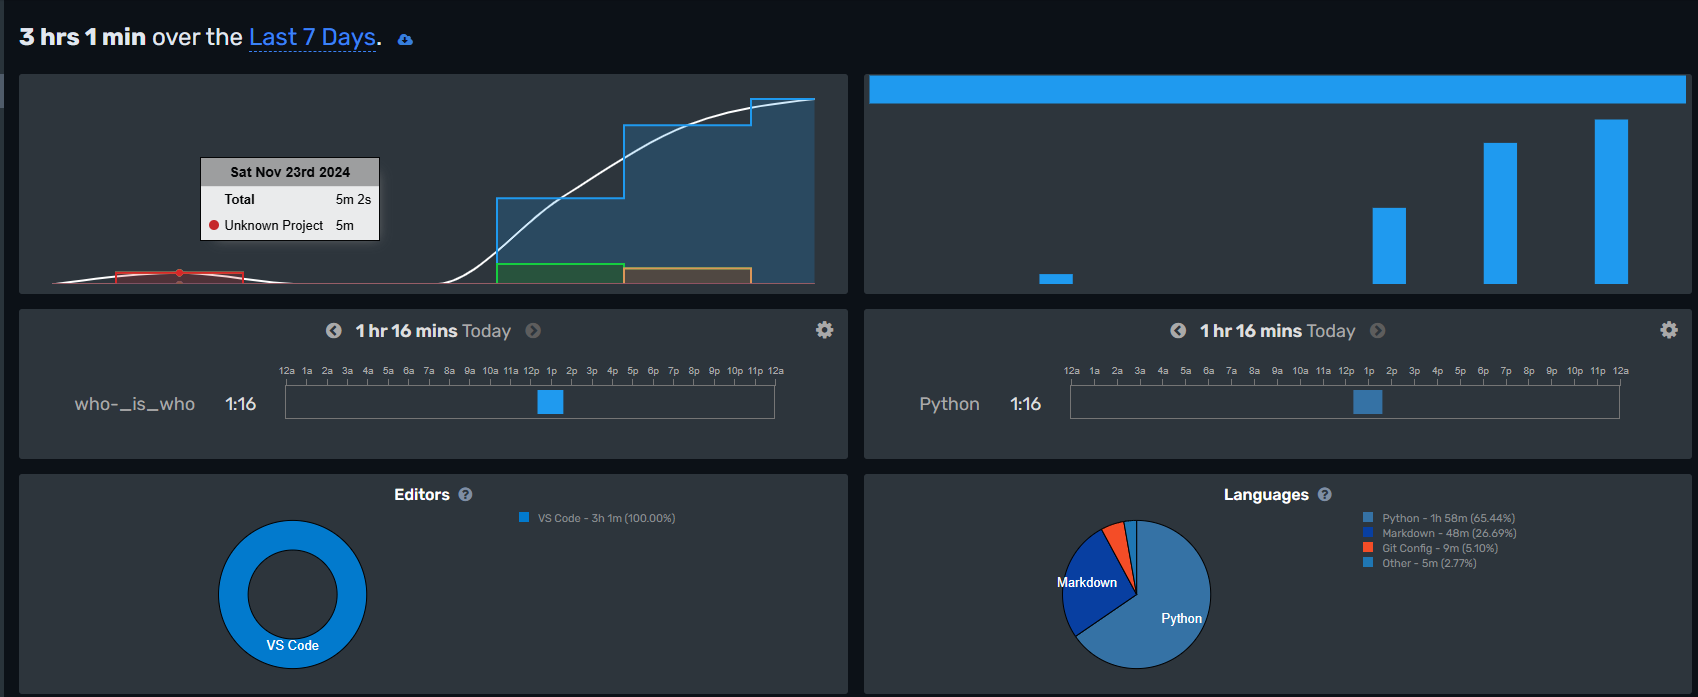 3 hrs 1 min over the Last 7 Days.
Sat Nov 23rd 2024
Total 5m 2s
Unknown Project 5m
1 hr 16 mins Today
12a 1a 2a 3a 4a 5a 6a 7a 8a 9a 10a 11a 12p 1p 2p 3p 4p 5p 6p 7p 8p 9p 10p 11p 12a
who-_is_who 1:16
1 hr 16 mins Today
12a 1a 2a 3a 4a 5a 6a 7a 8a 9a 10a 11a 12p 1p 2p 3p 4p 5p 6p 7p 8p 9p 10p 11p 12a
Python 1:16
Editors ?
VS Code - 3h 1m (100.00%)
VS Code
Languages ?
Python - 1h 58m (65.44%)
Markdown - 48m (26.69%)
Git Config - 9m (5.10%)
Other - 5m (2.77%)
Markdown
Python